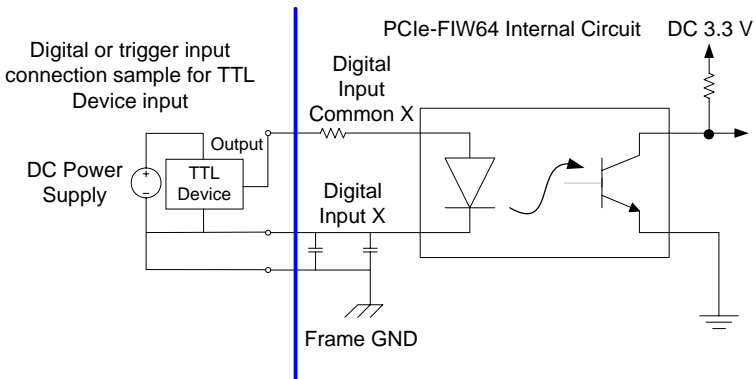 Digital or trigger input
connection sample for TTL
Device input
PCIe-FIW64 Internal Circuit
DC 3.3 V
Digital
Input
Common X
Output
DC Power
Supply
+
−
TTL
Device
Digital
Input X
Frame GND